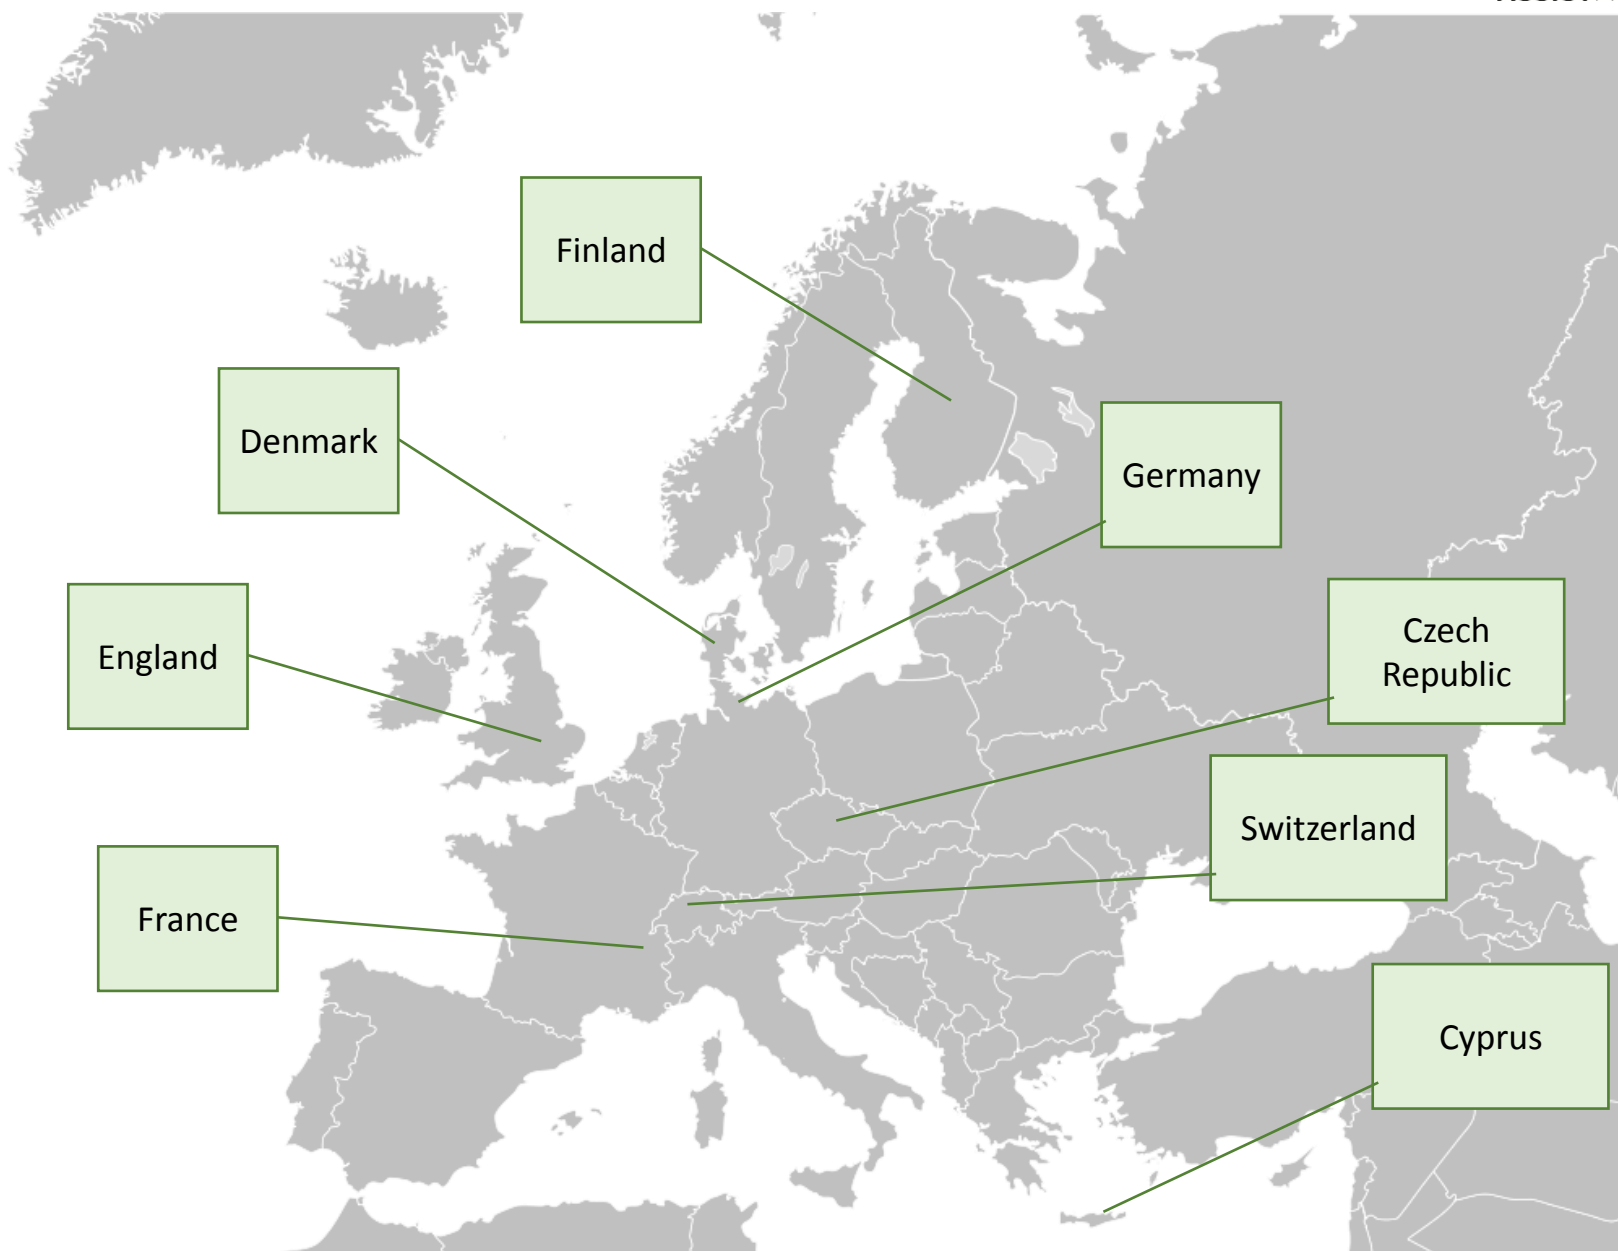 Finland
Denmark
Germany
England
Czech
Republic
Switzerland
France
Cyprus